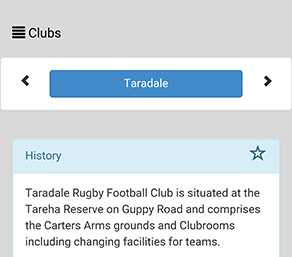 Clubs
Taradale
History
Taradale Rugby Football Club is situated at the
Tareha Reserve on Guppy Road and comprises
the Carters Arms grounds and Clubrooms
including changing facilities for teams.